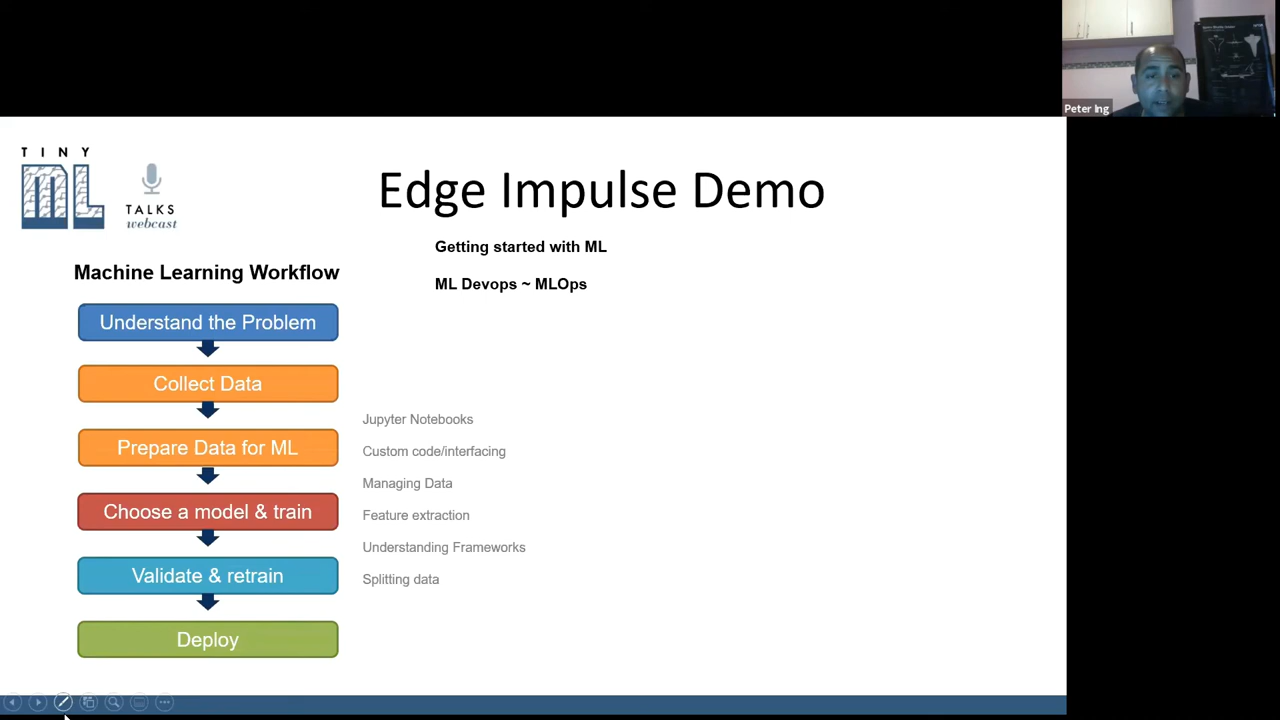 Peter Ing
TINY
ML
TALKS
webcast
Edge Impulse Demo
Getting started with ML
ML Devops ~ MLOps
Machine Learning Workflow
Understand the Problem
Collect Data
Prepare Data for ML
Choose a model & train
Validate & retrain
Deploy
Jupyter Notebooks
Custom code/interfacing
Managing Data
Feature extraction
Understanding Frameworks
Splitting data